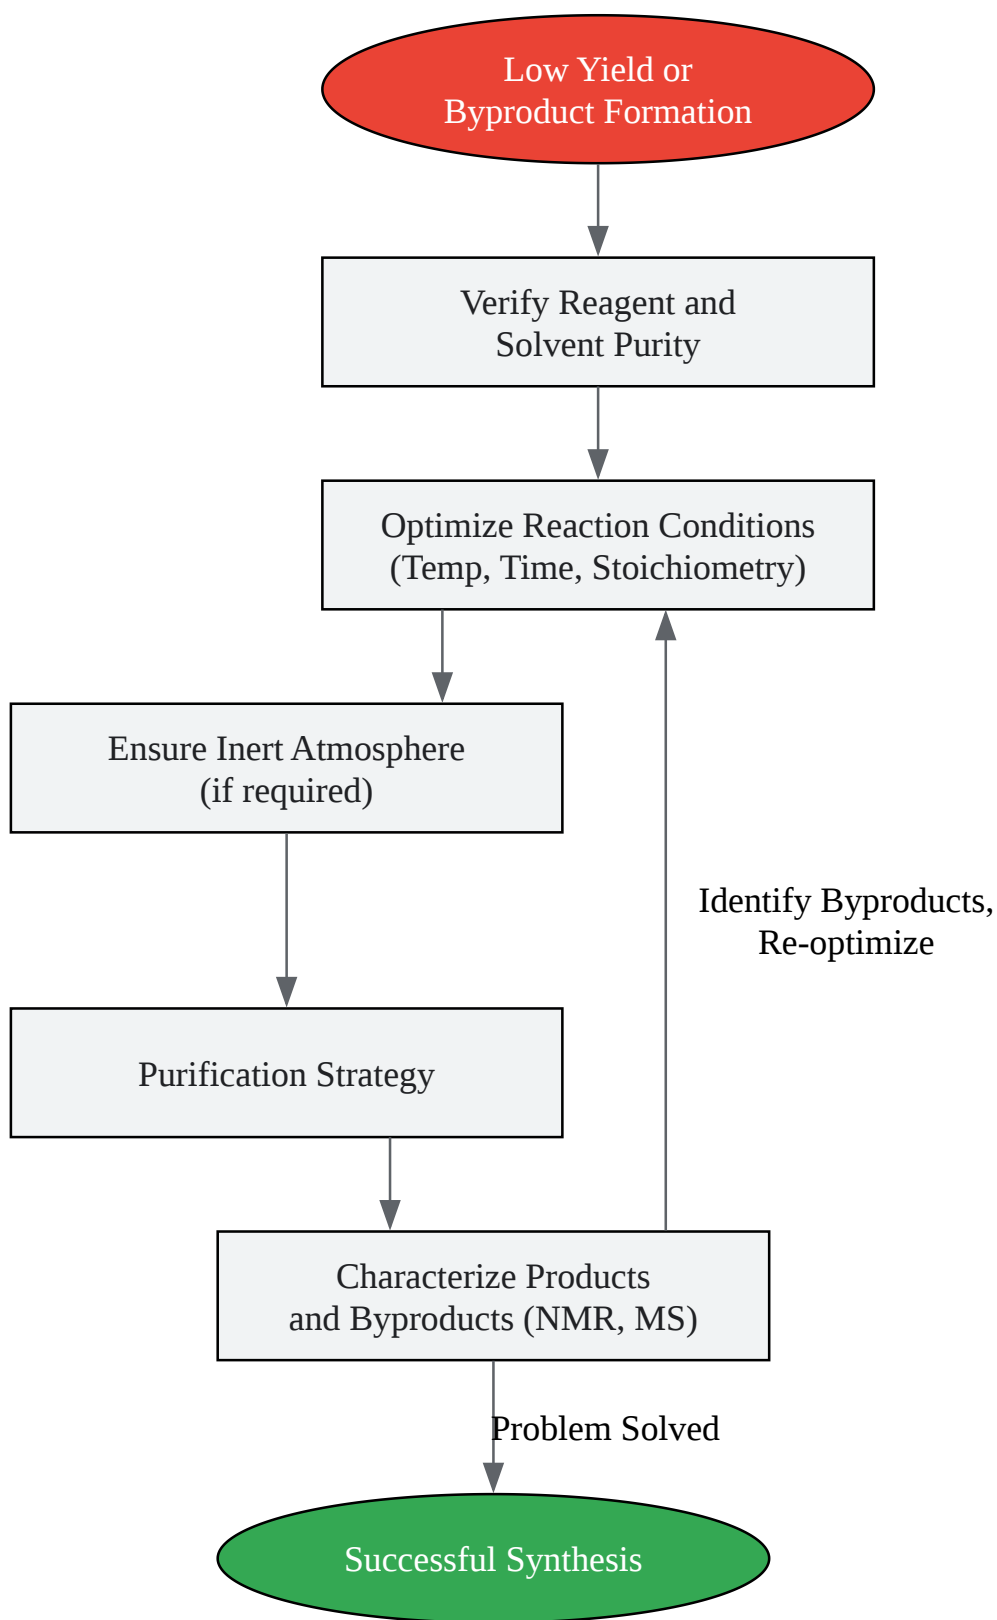 Low Yield or
Byproduct Formation
Verify Reagent and
Solvent Purity
Optimize Reaction Conditions
(Temp, Time, Stoichiometry)
Ensure Inert Atmosphere
(if required)
Identify Byproducts,
Re-optimize
Purification Strategy
Characterize Products
and Byproducts (NMR, MS)
Problem Solved
Successful Synthesis